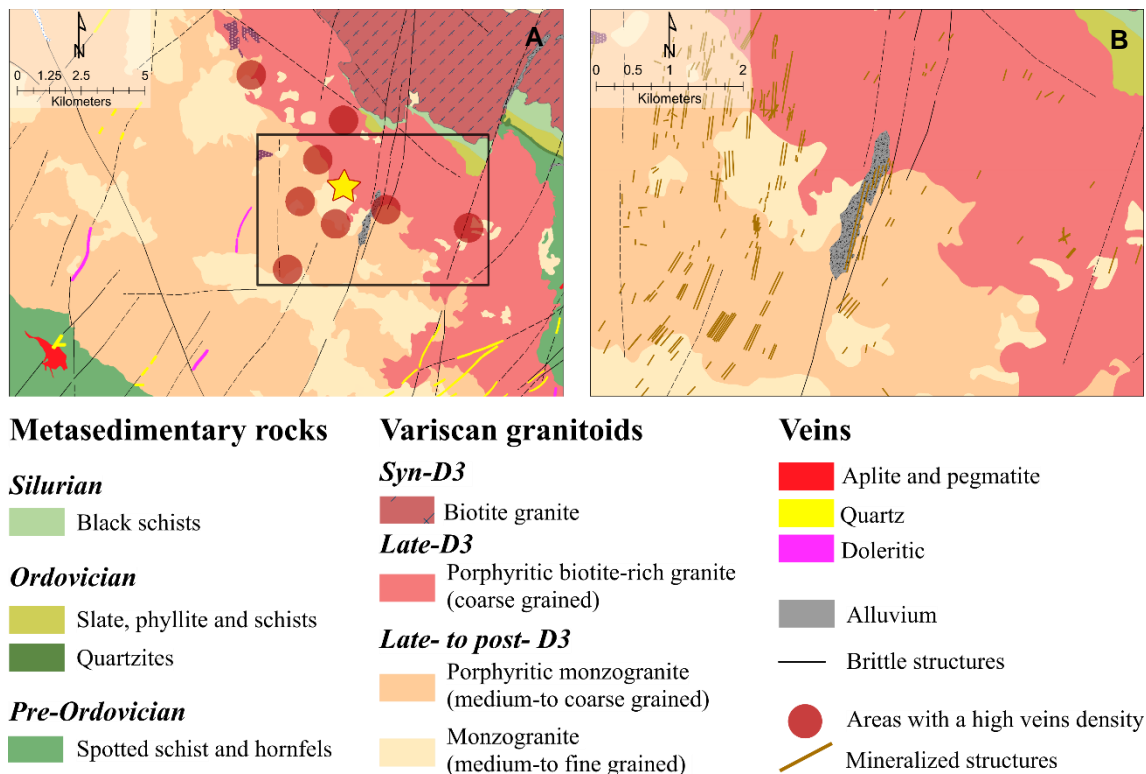 A
N
0 1.25 2.5 5
Kilometers
B
N
0 0.5 1 2
Kilometers
Metasedimentary rocks
Silurian
Black schists
Ordovician
Slate, phyllite and schists
Quartzites
Pre-Ordovician
Spotted schist and hornfels
Variscan granitoids
Syn-D3
Biotite granite
Late-D3
Porphyritic biotite-rich granite
(coarse grained)
Late- to post- D3
Porphyritic monzogranite
(medium-to coarse grained)
Monzogranite
(medium-to fine grained)
Veins
Aplite and pegmatite
Quartz
Doleritic
Alluvium
Brittle structures
Areas with a high veins density
Mineralized structures